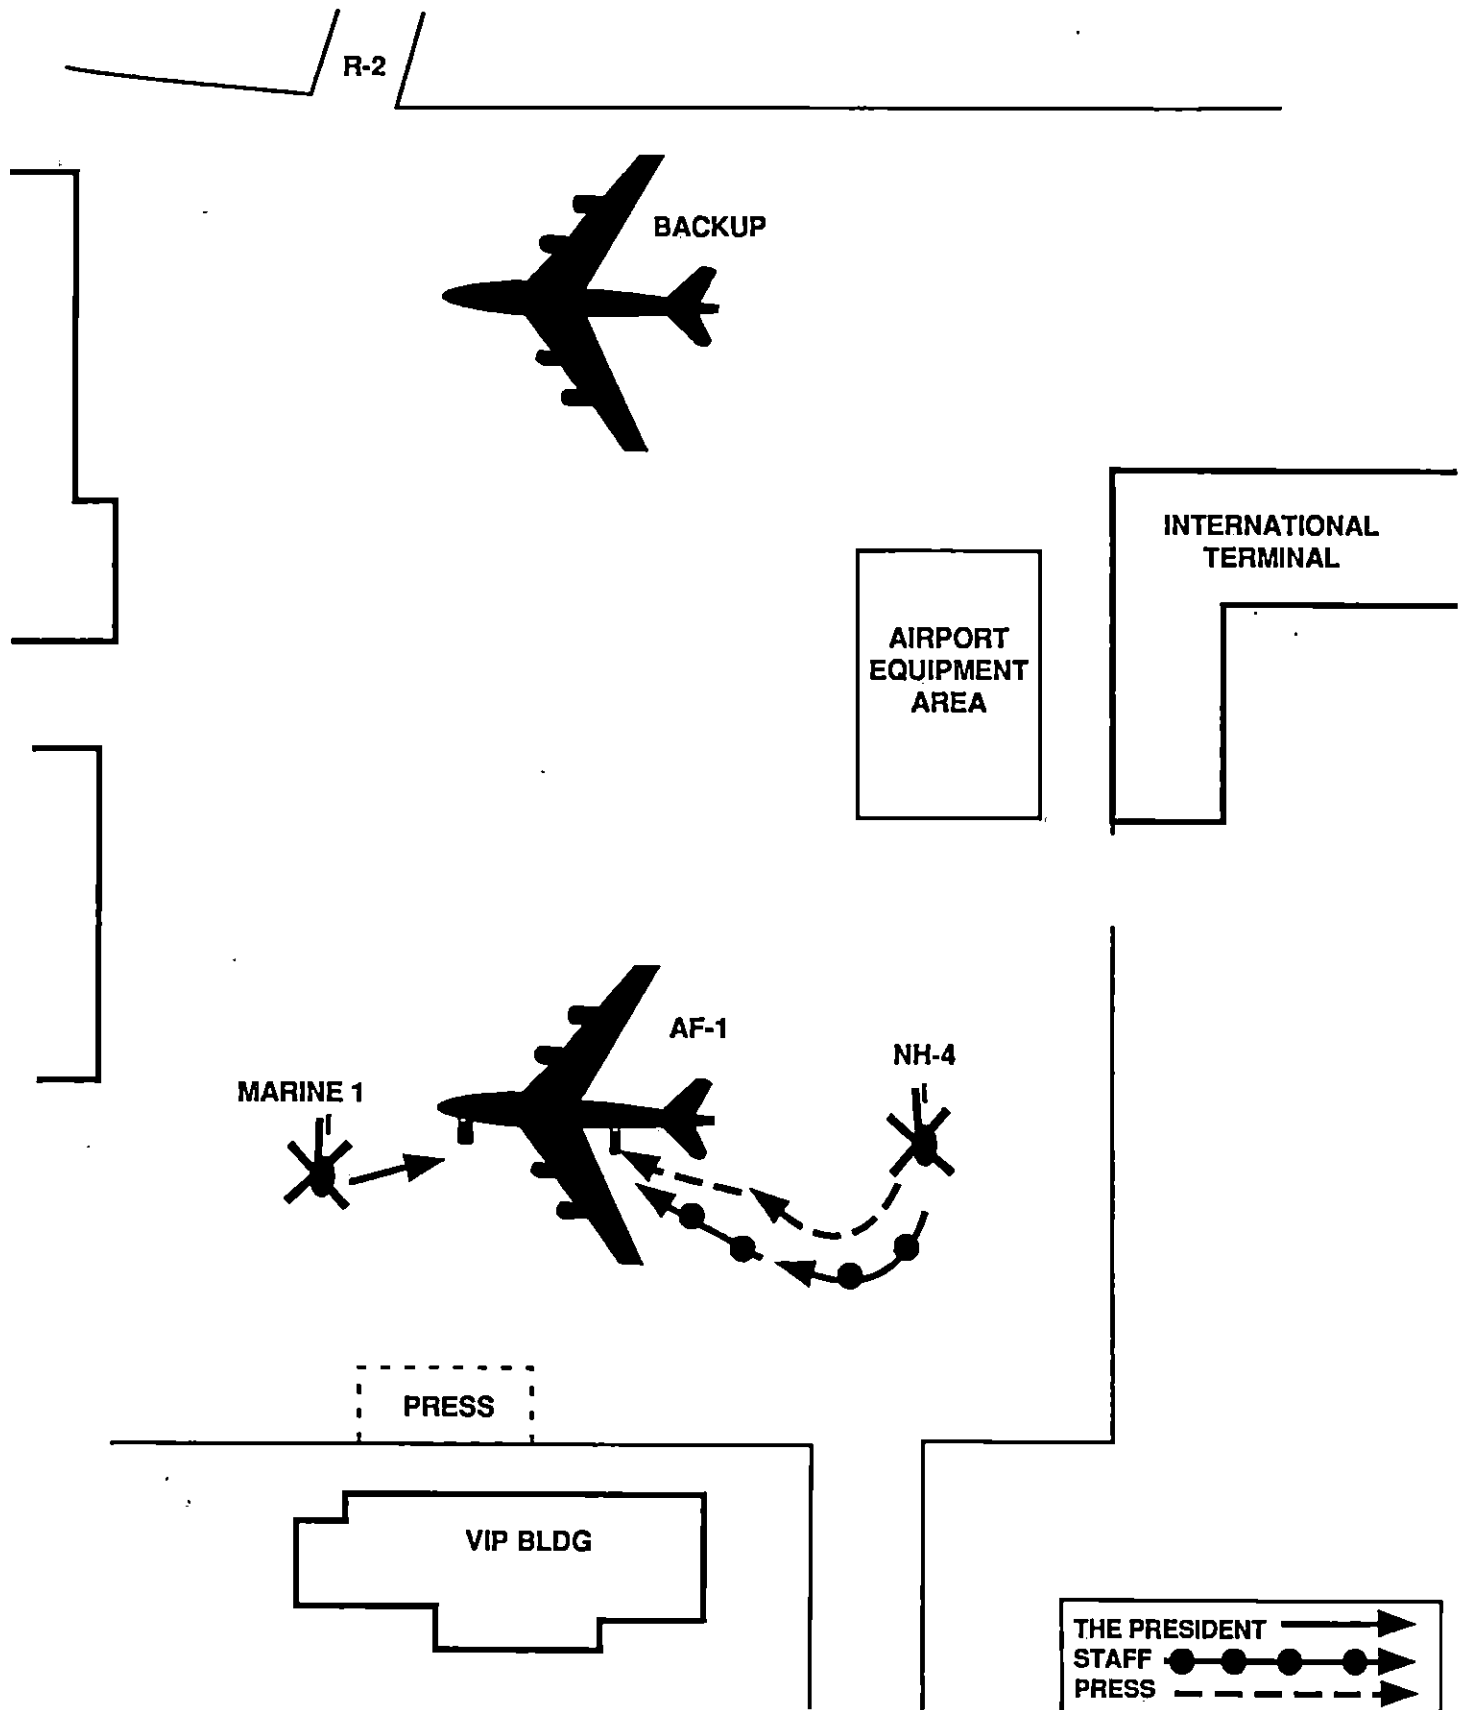 R-2
BACKUP
INTERNATIONAL
TERMINAL
AIRPORT
EQUIPMENT
AREA
AF-1
NH-4
MARINE 1
PRESS
VIP BLDG
THE PRESIDENT
STAFF
PRESS